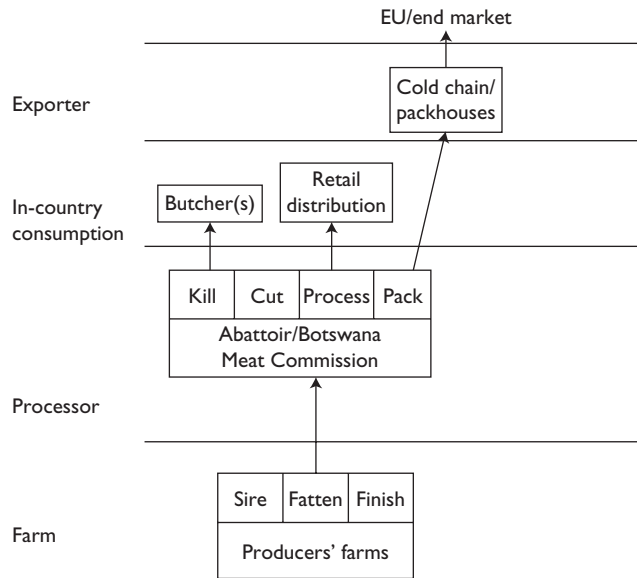 EU/end market
Exporter
Cold chain/
packhouses
In-country
consumption
Butcher(s)
Retail
distribution
Kill
Cut
Process
Pack
Abattoir/Botswana
Meat Commission
Processor
Sire
Fatten
Finish
Farm
Producers' farms